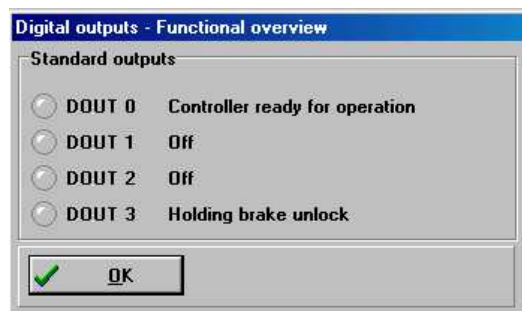 Digital outputs - Functional overview
Standard outputs
DOUT 0 Controller ready for operation
DOUT 1 Off
DOUT 2 Off
DOUT 3 Holding brake unlock
OK